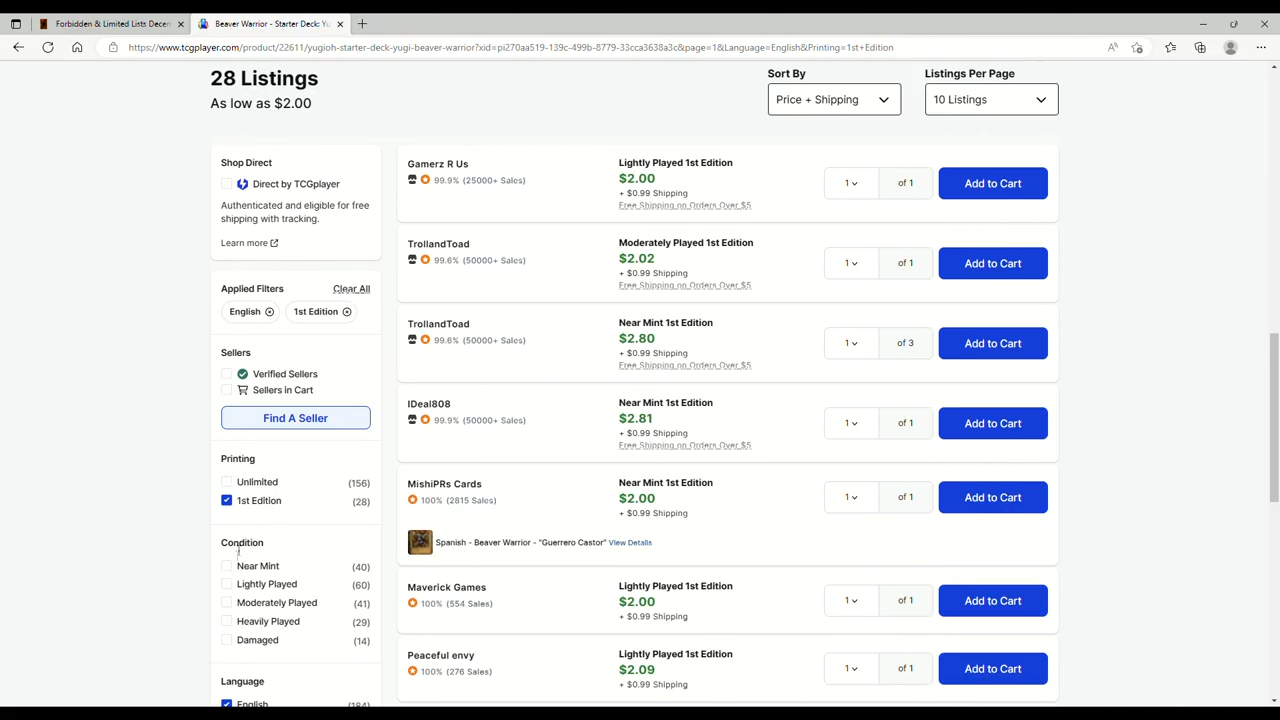 Forbidden & Limited Lists Decem
Beaver Warrior - Starter Deck: Yu
https://www.tcgplayer.com/product/22611/yugioh-starter-deck-yugi-beaver-warrior?xid=pi270aa519-139c-499b-8779-33cca3638a3c&page=1&Language=English&Printing=1st+Edition
28 Listings
As low as $2.00
Sort By
Price + Shipping
Listings Per Page
10 Listings
Shop Direct
Direct by TCGplayer
Authenticated and eligible for free
shipping with tracking.
Learn more
Applied Filters
Clear All
English
1st Edition
Sellers
Verified Sellers
Sellers in Cart
Find A Seller
Printing
Unlimited (156)
1st Edition (28)
Condition
Near Mint (40)
Lightly Played (60)
Moderately Played (41)
Heavily Played (29)
Damaged (14)
Language
English (184)
Gamerz R Us
99.9% (25000+ Sales)
Lightly Played 1st Edition
$2.00
+ $0.99 Shipping
Free Shipping on Orders Over $5
1 of 1
Add to Cart
TrollandToad
99.6% (50000+ Sales)
Moderately Played 1st Edition
$2.02
+ $0.99 Shipping
Free Shipping on Orders Over $5
1 of 1
Add to Cart
TrollandToad
99.6% (50000+ Sales)
Near Mint 1st Edition
$2.80
+ $0.99 Shipping
Free Shipping on Orders Over $5
1 of 3
Add to Cart
IDeal808
99.9% (50000+ Sales)
Near Mint 1st Edition
$2.81
+ $0.99 Shipping
Free Shipping on Orders Over $5
1 of 1
Add to Cart
MishiPRs Cards
100% (2815 Sales)
Near Mint 1st Edition
$2.00
+ $0.99 Shipping
1 of 1
Add to Cart
Spanish - Beaver Warrior - "Guerrero Castor" View Details
Maverick Games
100% (554 Sales)
Lightly Played 1st Edition
$2.00
+ $0.99 Shipping
1 of 1
Add to Cart
Peaceful envy
100% (276 Sales)
Lightly Played 1st Edition
$2.09
+ $0.99 Shipping
1 of 1
Add to Cart